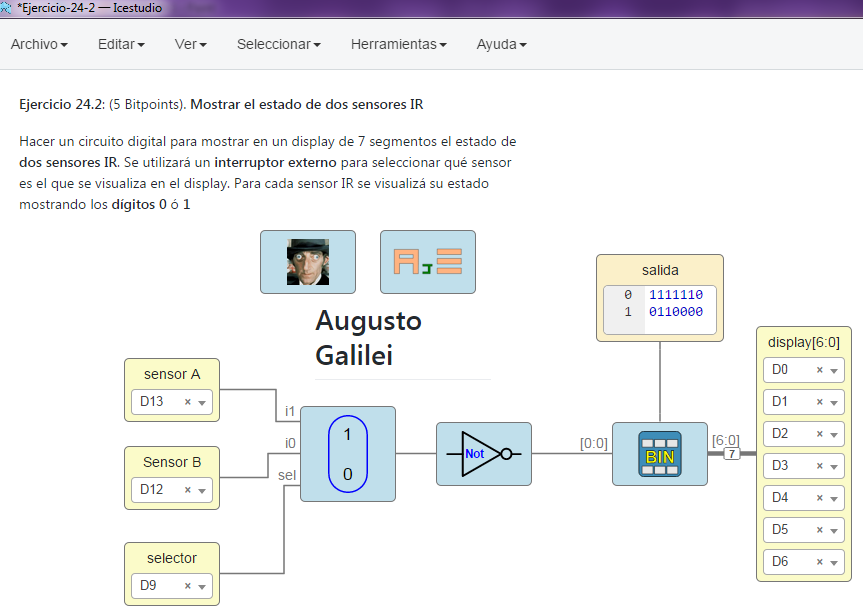 *Ejercicio-24-2 — Icestudio
Archivo Editar Ver Seleccionar Herramientas Ayuda
Ejercicio 24.2: (5 Bitpoints). Mostrar el estado de dos sensores IR
Hacer un circuito digital para mostrar en un display de 7 segmentos el estado de
dos sensores IR. Se utilizará un interruptor externo para seleccionar qué sensor
es el que se visualiza en el display. Para cada sensor IR se visualizá su estado
mostrando los dígitos 0 ó 1
Augusto
Galilei
salida
0 1111110
1 0110000
sensor A
D13
Sensor B
D12
selector
D9
i1
i0
sel
1
0
Not
[0:0]
BIN
[6:0]
7
display[6:0]
D0
D1
D2
D3
D4
D5
D6